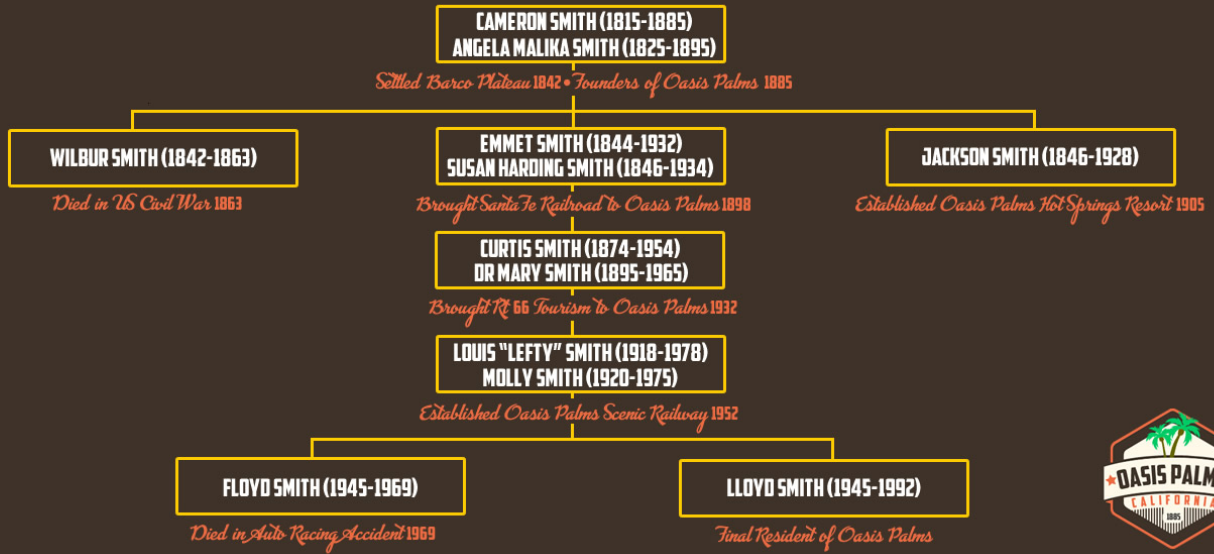 CAMERON SMITH (1815-1885)
ANGELA MALIKA SMITH (1825-1895)
Settled Barco Plateau 1842 • Founders of Oasis Palms 1885
WILBUR SMITH (1842-1863)
Died in US Civil War 1863
EMMET SMITH (1844-1932)
SUSAN HARDING SMITH (1846-1934)
Brought Santa Fe Railroad to Oasis Palms 1898
JACKSON SMITH (1846-1928)
Established Oasis Palms Hot Springs Resort 1905
CURTIS SMITH (1874-1954)
DR MARY SMITH (1895-1965)
Brought Rt 66 Tourism to Oasis Palms 1932
LOUIS "LEFTY" SMITH (1918-1978)
MOLLY SMITH (1920-1975)
Established Oasis Palms Scenic Railway 1952
FLOYD SMITH (1945-1969)
Died in Auto Racing Accident 1969
LLOYD SMITH (1945-1992)
Final Resident of Oasis Palms
OASIS PALM
CALIFORNIA
1885